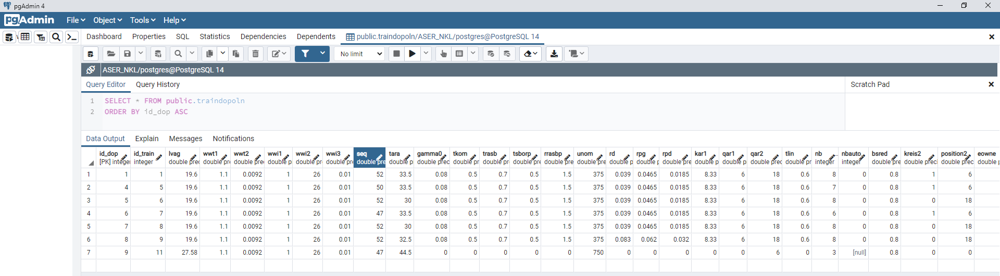 pgAdmin 4
pgAdmin File Object Tools Help
Dashboard Properties SQL Statistics Dependencies Dependents public.traindopoln/ASER_NKL/postgres@PostgreSQL 14
No limit
ASER_NKL/postgres@PostgreSQL 14
Query Editor Query History Scratch Pad
1 SELECT * FROM public.traindopoln
2 ORDER BY id_dop ASC
Data Output Explain Messages Notifications
id_dop id_train lvag wwt1 wwt2 wwi1 wwi2 wwi3 seq tara gamma0 tkom trasb tsborp rrasbp unom rd rpg rpd kar1 qar1 qar2 tlin nb nbauto bsred kreis2 position2 eowne
[PK] integer integer double prec double pre double prec double pr double pr double pre double pre double p double prec double p double pr double pre double pre double prec double double p double pre double pre double p double prec double pr integer integer double pre double preci double prec double p
1 1 1 19.6 1.1 0.0092 1 26 0.01 52 33.5 0.08 0.5 0.7 0.5 1.5 375 0.039 0.0465 0.0185 8.33 6 18 0.6 8 0 0.8 1 6
2 4 5 19.6 1.1 0.0092 1 26 0.01 50 33.5 0.08 0.5 0.7 0.5 1.5 375 0.039 0.0465 0.0185 8.33 6 18 0.6 7 0 0.8 1 6
3 5 6 19.6 1.1 0.0092 1 26 0.01 52 30 0.08 0.5 0.7 0.5 1.5 375 0.039 0.0465 0.0185 8.33 6 18 0.6 8 0 0.8 0 18
4 6 7 19.6 1.1 0.0092 1 26 0.01 47 33.5 0.08 0.5 0.7 0.5 1.5 375 0.039 0.0465 0.0185 8.33 6 18 0.6 6 0 0.8 1 6
5 7 8 19.6 1.1 0.0092 1 26 0.01 52 30 0.08 0.5 0.7 0.5 1.5 375 0.039 0.0465 0.0185 8.33 6 18 0.6 8 0 0.8 0 18
6 8 9 19.6 1.1 0.0092 1 26 0.01 52 32.5 0.08 0.5 0.7 0.5 1.5 375 0.083 0.062 0.032 8.33 6 18 0.6 8 0 0.8 0 18
7 9 11 27.58 1.1 0.0092 1 26 0.01 47 44.5 0 0 0 0 0 750 0 0 0 0 0 6 0 3 [null] 0.8 0 0